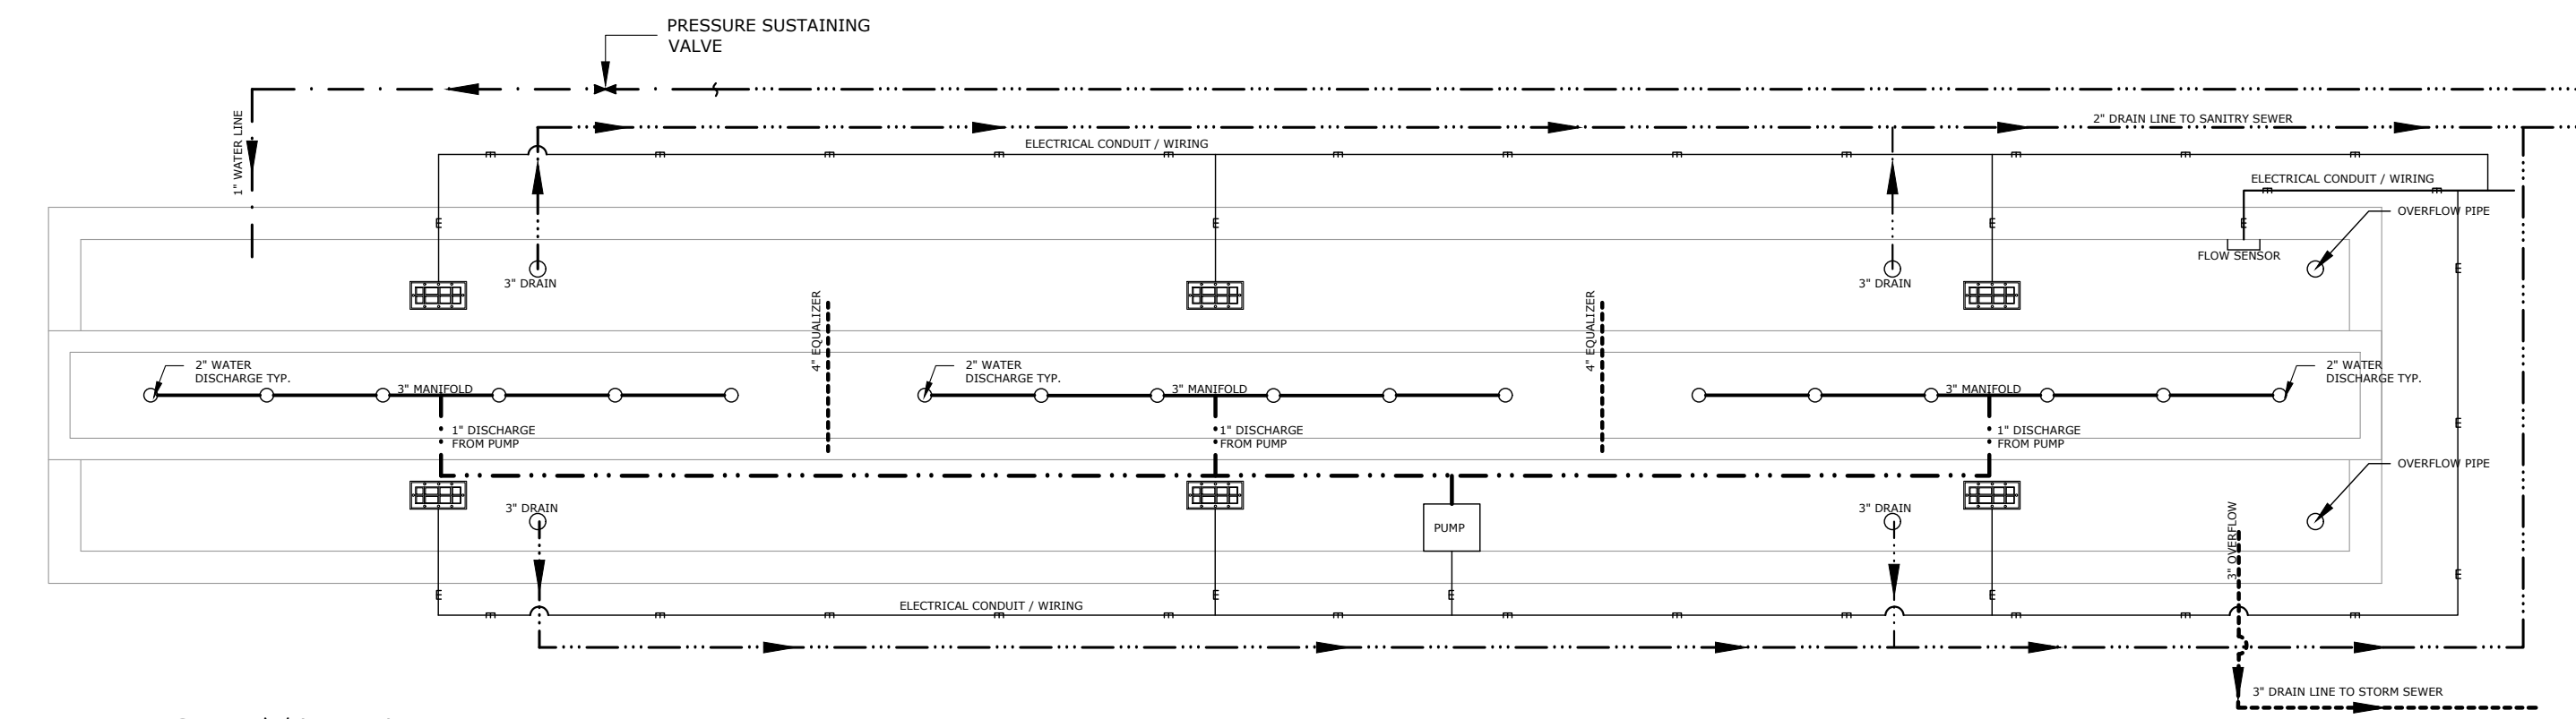 PRESSURE SUSTAINING
VALVE
1" WATER LINE
2" DRAIN LINE TO SANITRY SEWER
ELECTRICAL CONDUIT / WIRING
E E E E E E E E E E E E
ELECTRICAL CONDUIT / WIRING
E E
E E E E
OVERFLOW PIPE
FLOW SENSOR
3" DRAIN
3" DRAIN
E
4" EQUALIZER
4" EQUALIZER
2" WATER
DISCHARGE TYP.
2" WATER
DISCHARGE TYP.
2" WATER
DISCHARGE TYP.
3" MANIFOLD
3" MANIFOLD
3" MANIFOLD
E
1" DISCHARGE
FROM PUMP
1" DISCHARGE
FROM PUMP
1" DISCHARGE
FROM PUMP
OVERFLOW PIPE
3" DRAIN
3" DRAIN
PUMP
3" OVERFLOW
E
E E E E
ELECTRICAL CONDUIT / WIRING
E E E E E E E E E E E E
3" DRAIN LINE TO STORM SEWER